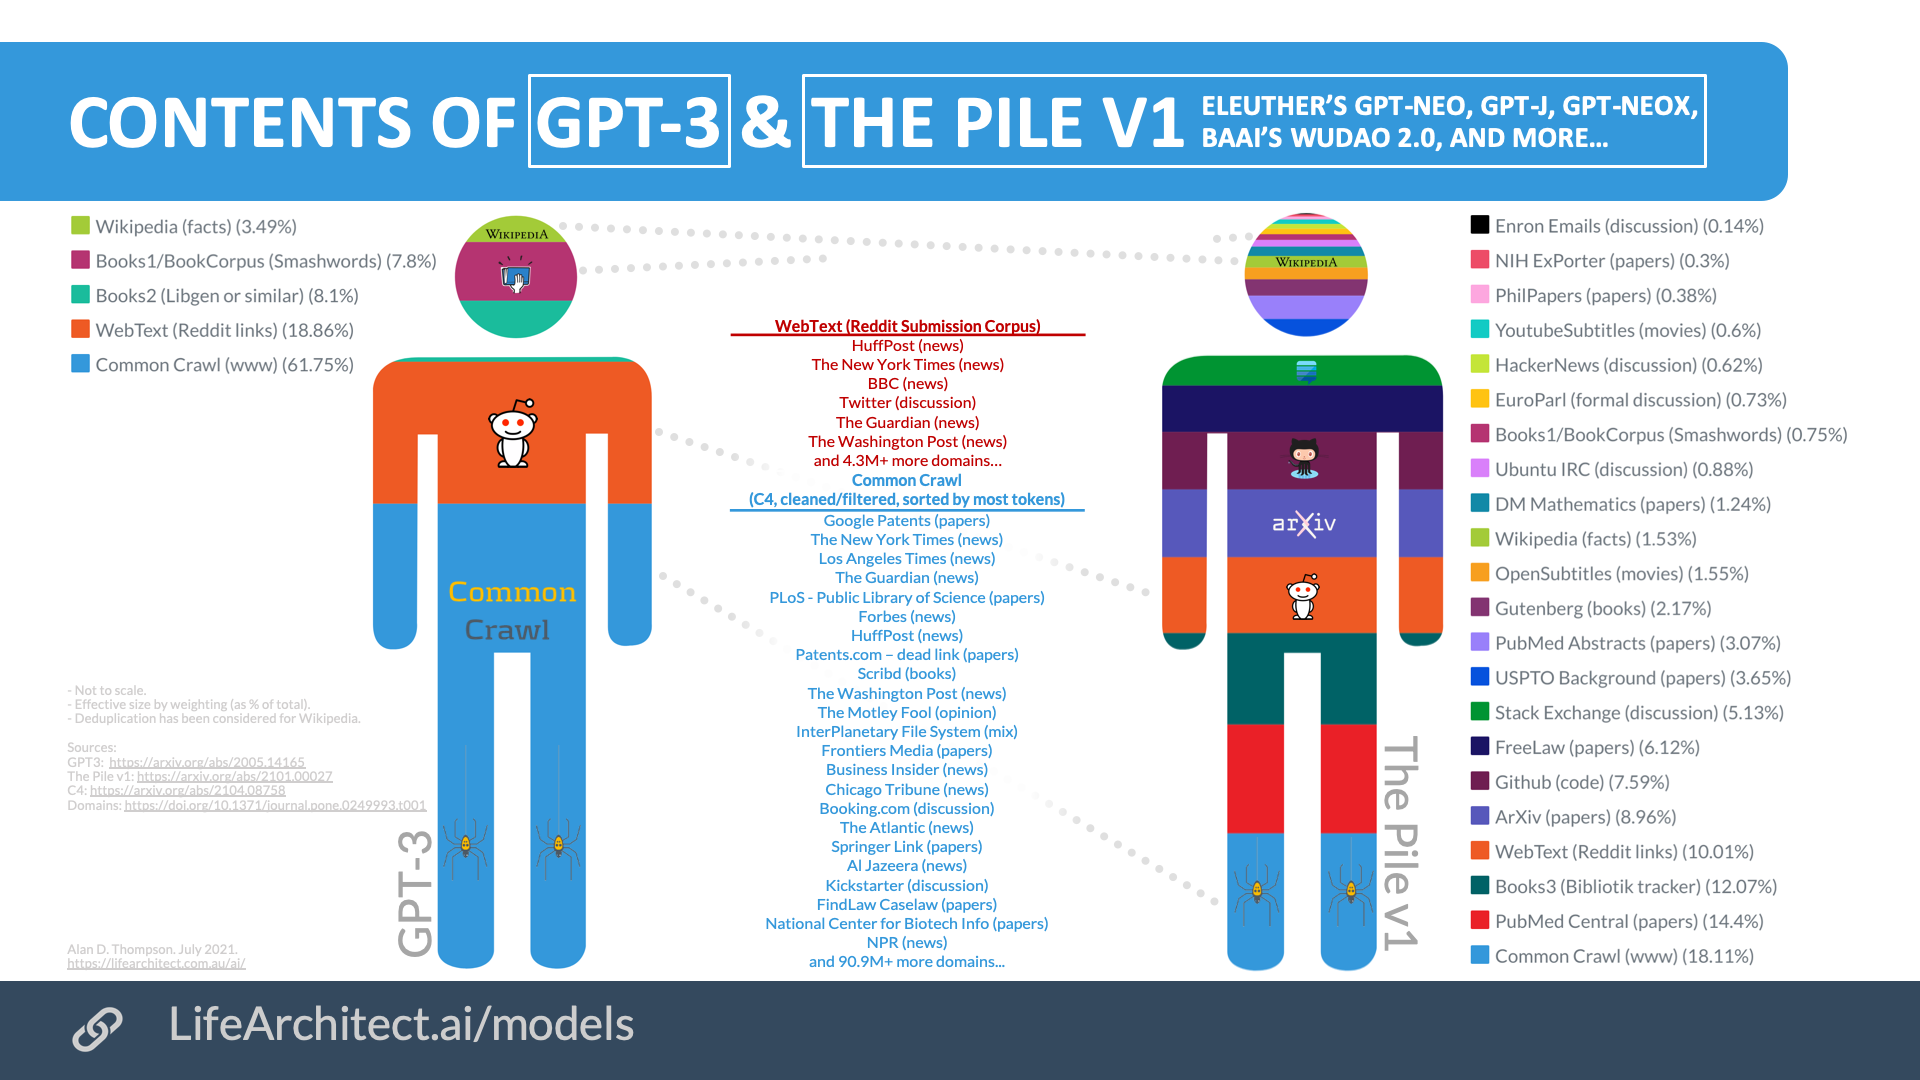 CONTENTS OF GPT-3 & THE PILE V1
ELEUTHER'S GPT-NEO, GPT-J, GPT-NEOX,
BAAI'S WUDAO 2.0, AND MORE...
Wikipedia (facts) (3.49%)
Books1/BookCorpus (Smashwords) (7.8%)
Books2 (Libgen or similar) (8.1%)
WebText (Reddit links) (18.86%)
Common Crawl (www) (61.75%)
WIKIPEDIA
Common
Crawl
GPT-3
- Not to scale.
- Effective size by weighting (as % of total).
- Deduplication has been considered for Wikipedia.
Sources:
GPT3: https://arxiv.org/abs/2005.14165
The Pile v1: https://arxiv.org/abs/2101.00027
C4: https://arxiv.org/abs/2104.08758
Domains: https://doi.org/10.1371/journal.pone.0249993.t001
Alan D. Thompson. July 2021.
https://lifearchitect.com.au/ai/
WebText (Reddit Submission Corpus)
HuffPost (news)
The New York Times (news)
BBC (news)
Twitter (discussion)
The Guardian (news)
The Washington Post (news)
and 4.3M+ more domains...
Common Crawl
(C4, cleaned/filtered, sorted by most tokens)
Google Patents (papers)
The New York Times (news)
Los Angeles Times (news)
The Guardian (news)
PLoS - Public Library of Science (papers)
Forbes (news)
HuffPost (news)
Patents.com – dead link (papers)
Scribd (books)
The Washington Post (news)
The Motley Fool (opinion)
InterPlanetary File System (mix)
Frontiers Media (papers)
Business Insider (news)
Chicago Tribune (news)
Booking.com (discussion)
The Atlantic (news)
Springer Link (papers)
Al Jazeera (news)
Kickstarter (discussion)
FindLaw Caselaw (papers)
National Center for Biotech Info (papers)
NPR (news)
and 90.9M+ more domains...
WIKIPEDIA
arXiv
The Pile v1
Enron Emails (discussion) (0.14%)
NIH ExPorter (papers) (0.3%)
PhilPapers (papers) (0.38%)
YoutubeSubtitles (movies) (0.6%)
HackerNews (discussion) (0.62%)
EuroParl (formal discussion) (0.73%)
Books1/BookCorpus (Smashwords) (0.75%)
Ubuntu IRC (discussion) (0.88%)
DM Mathematics (papers) (1.24%)
Wikipedia (facts) (1.53%)
OpenSubtitles (movies) (1.55%)
Gutenberg (books) (2.17%)
PubMed Abstracts (papers) (3.07%)
USPTO Background (papers) (3.65%)
Stack Exchange (discussion) (5.13%)
FreeLaw (papers) (6.12%)
Github (code) (7.59%)
ArXiv (papers) (8.96%)
WebText (Reddit links) (10.01%)
Books3 (Bibliotik tracker) (12.07%)
PubMed Central (papers) (14.4%)
Common Crawl (www) (18.11%)
LifeArchitect.ai/models